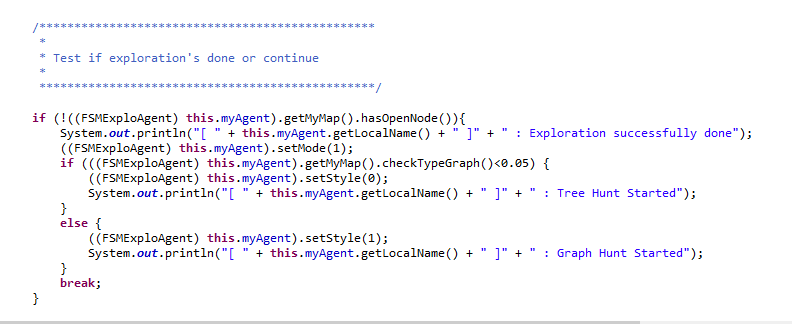 /***********************************************
*
* Test if exploration's done or continue
*
***********************************************/
if (!((FSMExploAgent) this.myAgent).getMyMap().hasOpenNode()){
System.out.println("[ " + this.myAgent.getLocalName() + " ]" + " : Exploration successfully done");
((FSMExploAgent) this.myAgent).setMode(1);
if (((FSMExploAgent) this.myAgent).getMyMap().checkTypeGraph()<0.05) {
((FSMExploAgent) this.myAgent).setStyle(0);
System.out.println("[ " + this.myAgent.getLocalName() + " ]" + " : Tree Hunt Started");
}
else {
((FSMExploAgent) this.myAgent).setStyle(1);
System.out.println("[ " + this.myAgent.getLocalName() + " ]" + " : Graph Hunt Started");
}
break;
}